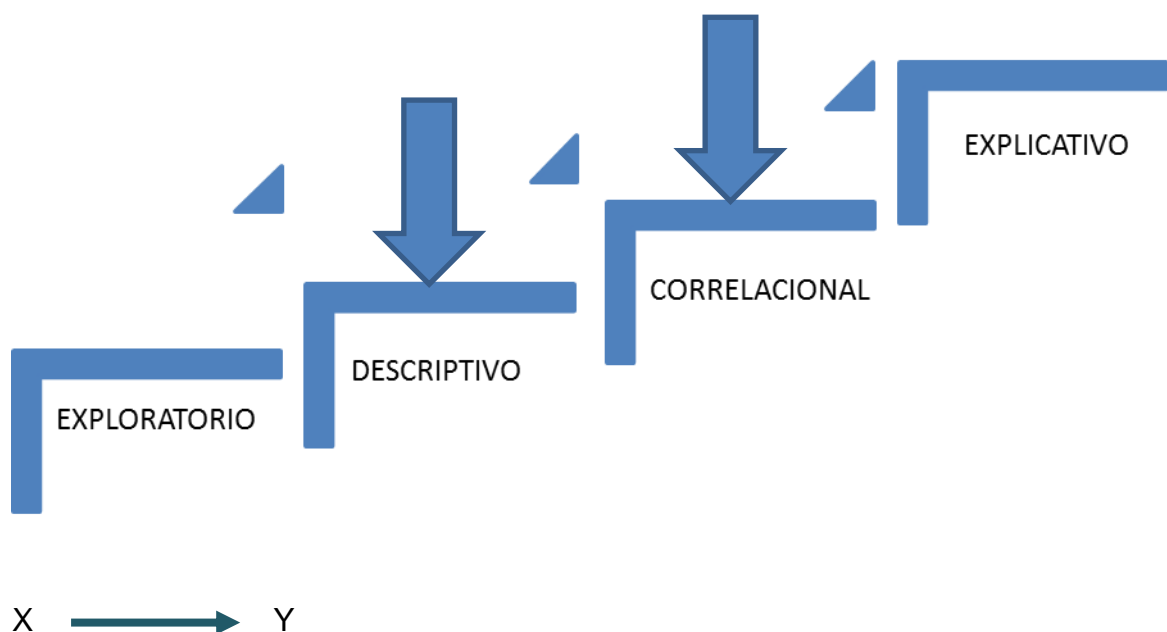 EXPLICATIVO
CORRELACIONAL
DESCRIPTIVO
EXPLORATORIO
X Y